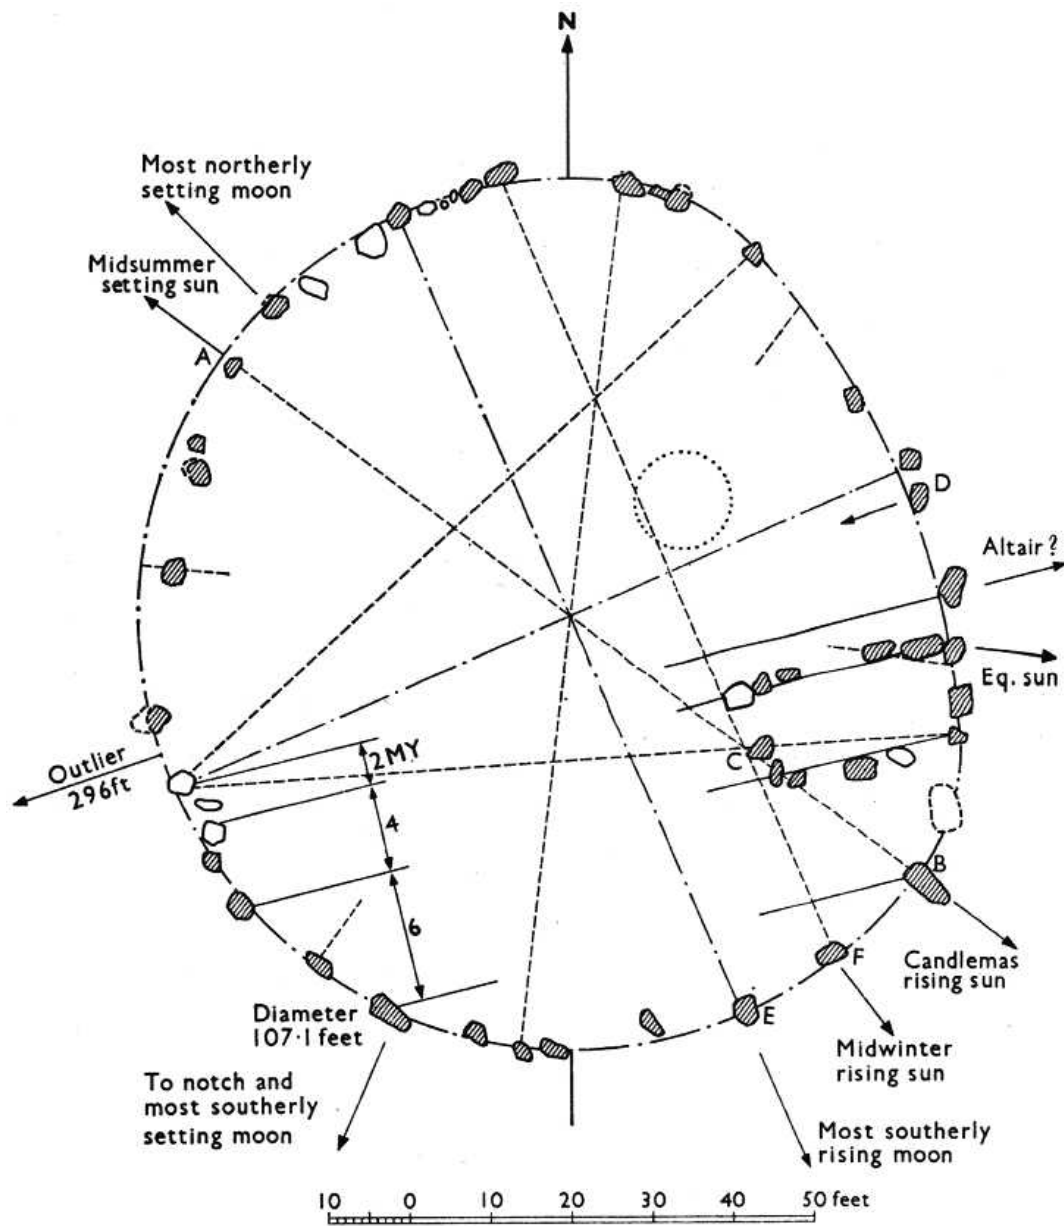 N
Most northerly
setting moon
Midsummer
setting sun
A
D
Altair?
Eq. sun
Outlier
296ft
2MY
C
4
B
6
F
Candlemas
rising sun
Diameter
107·1 feet
E
Midwinter
rising sun
To notch and
most southerly
setting moon
Most southerly
rising moon
10 0 10 20 30 40 50 feet